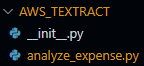 AWS_TEXTRACT
__init__.py
analyze_expense.py